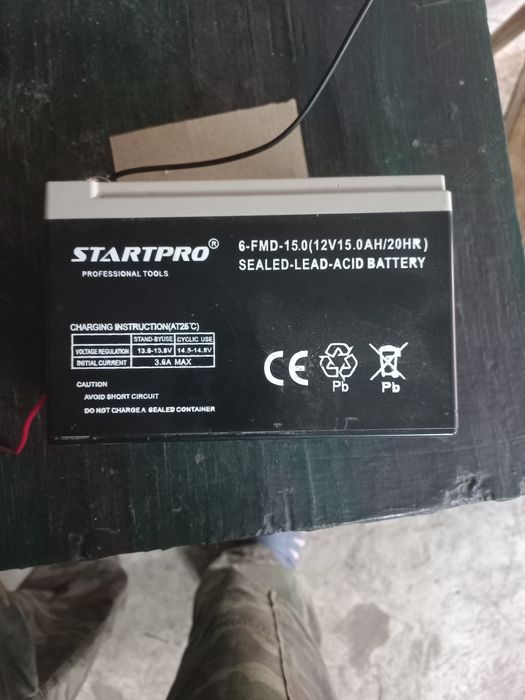 STARTPRO®
PROFESSIONAL TOOLS
6-FMD-15.0(12V15.0AH/20HR)
SEALED-LEAD-ACID BATTERY
CHARGING INSTRUCTION(AT25°C)
STAND-BYUSE CYCLIC USE
VOLTAGE REGULATION 13.6-13.8V 14.5-14.9V
INITIAL CURRENT 3.6A MAX
CAUTION
AVOID SHORT CIRCUIT
DO NOT CHARGE A SEALED CONTAINER
CE
Pb
Pb